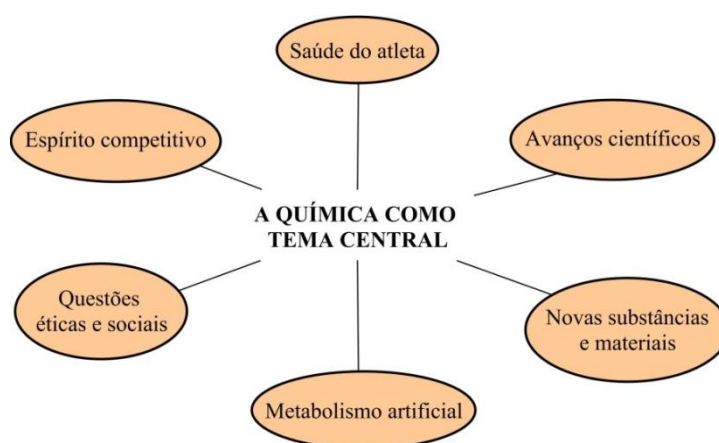 Saúde do atleta
Espírito competitivo
Avanços científicos
A QUÍMICA COMO
TEMA CENTRAL
Questões
éticas e sociais
Novas substâncias
e materiais
Metabolismo artificial